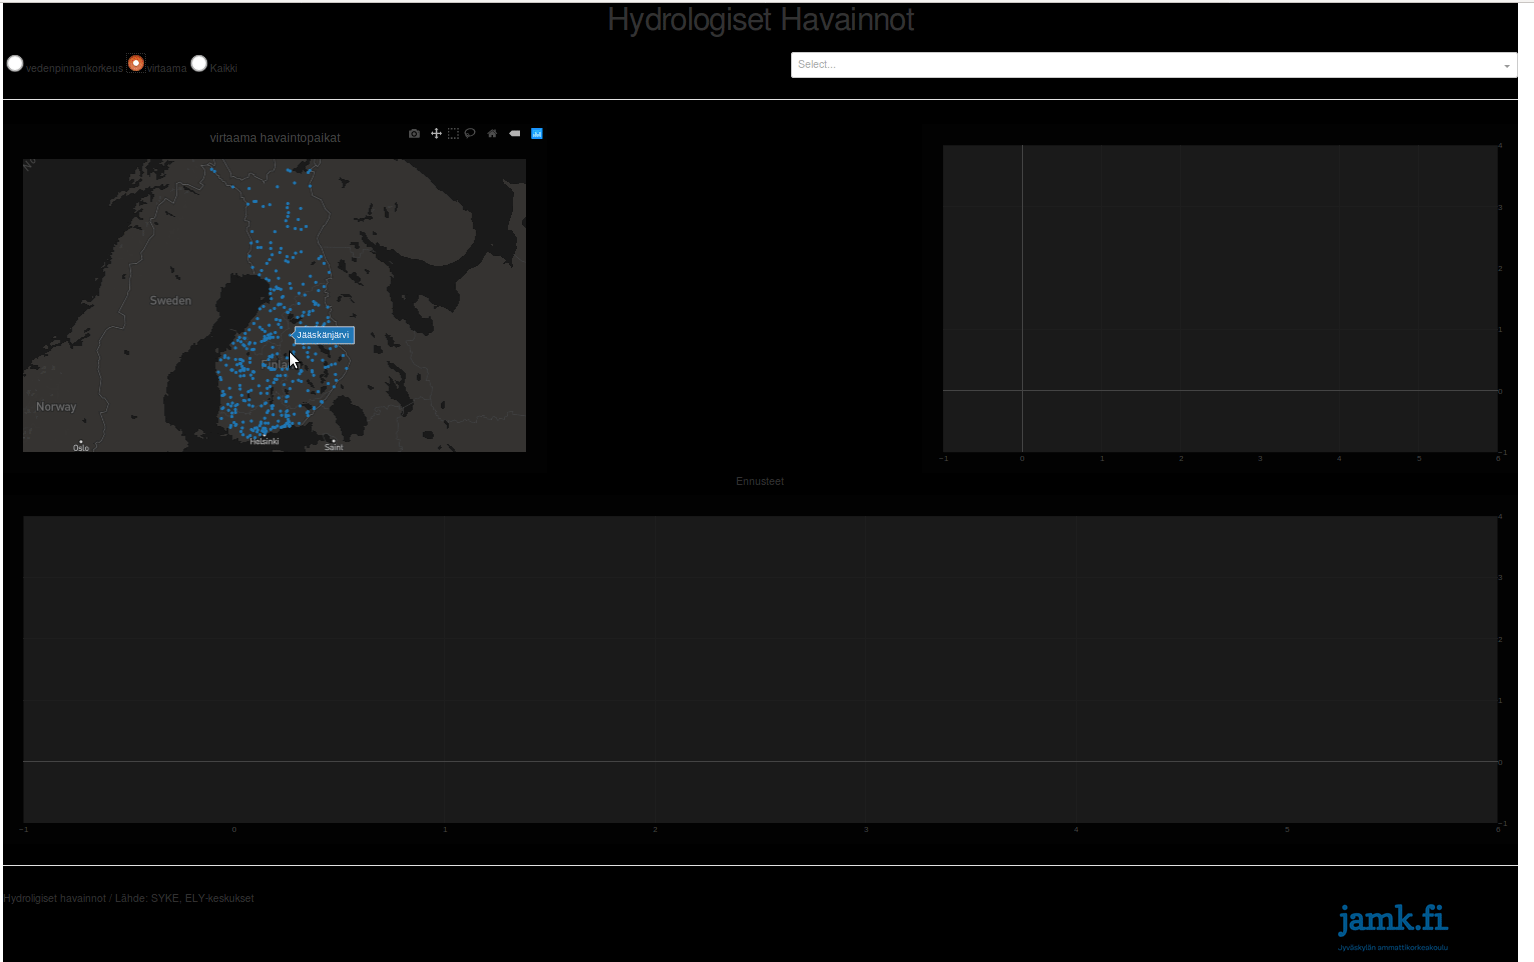 Hydrologiset Havainnot
vedenpinnankorkeus virtaama Kaikki
Select...
virtaama havaintopaikat
No
Sweden
Jääskänjärvi
Finland
Norway
Helsinki
Oslo
Saint
4
3
2
1
0
−1
−1 0 1 2 3 4 5 6
Ennusteet
4
3
2
1
0
−1
−1 0 1 2 3 4 5 6
Hydroligiset havainnot / Lähde: SYKE, ELY-keskukset
jamk.fi
Jyväskylän ammattikorkeakoulu